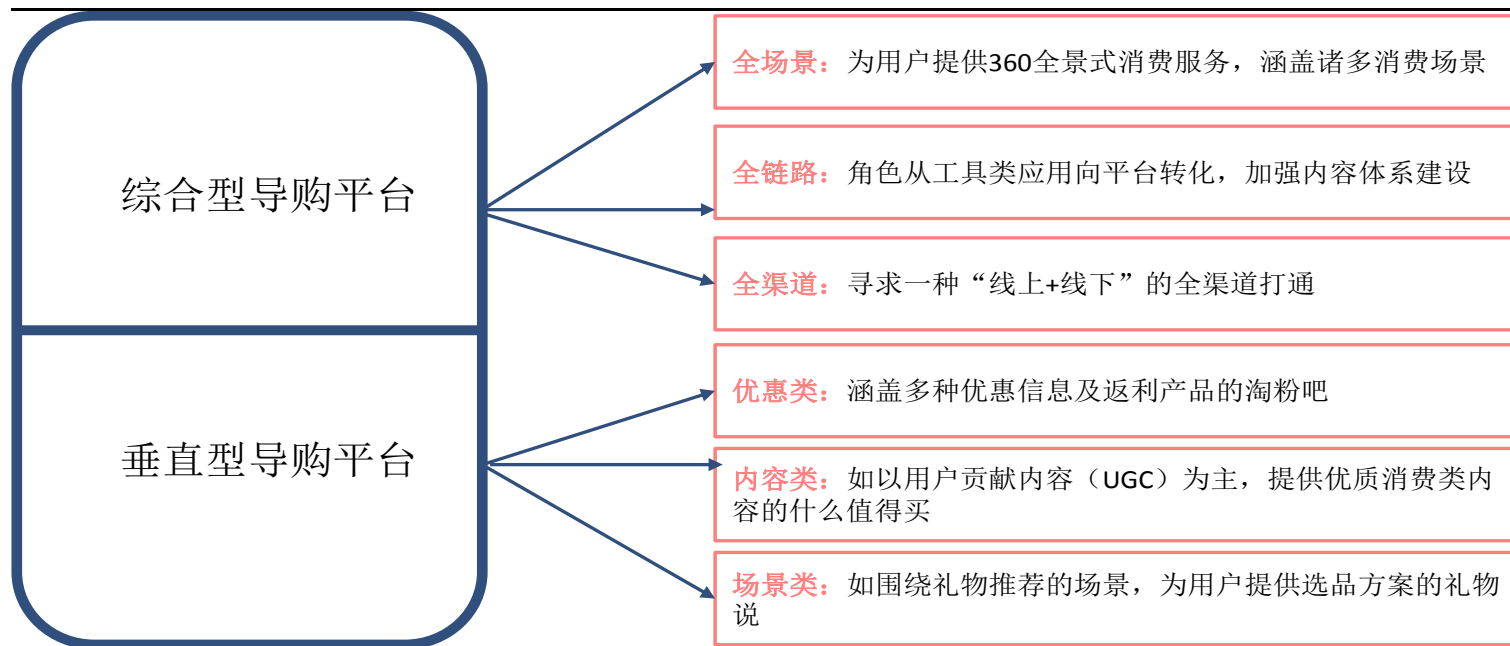 综合型导购平台
全场景：为用户提供360全景式消费服务，涵盖诸多消费场景
全链路：角色从工具类应用向平台转化，加强内容体系建设
全渠道：寻求一种“线上+线下”的全渠道打通
垂直型导购平台
优惠类：涵盖多种优惠信息及返利产品的淘粉吧
内容类：如以用户贡献内容（UGC）为主，提供优质消费类内
容的什么值得买
场景类：如围绕礼物推荐的场景，为用户提供选品方案的礼物
说